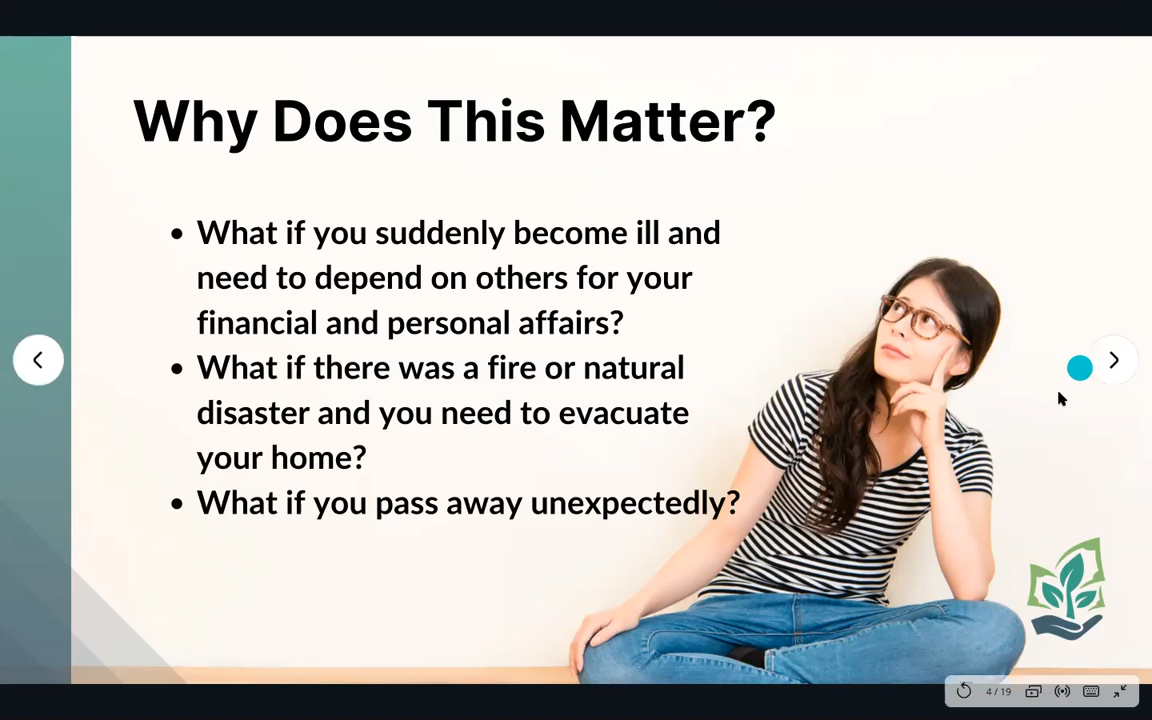 Why Does This Matter?
• What if you suddenly become ill and
need to depend on others for your
financial and personal affairs?
• What if there was a fire or natural
disaster and you need to evacuate
your home?
• What if you pass away unexpectedly?
4 / 19